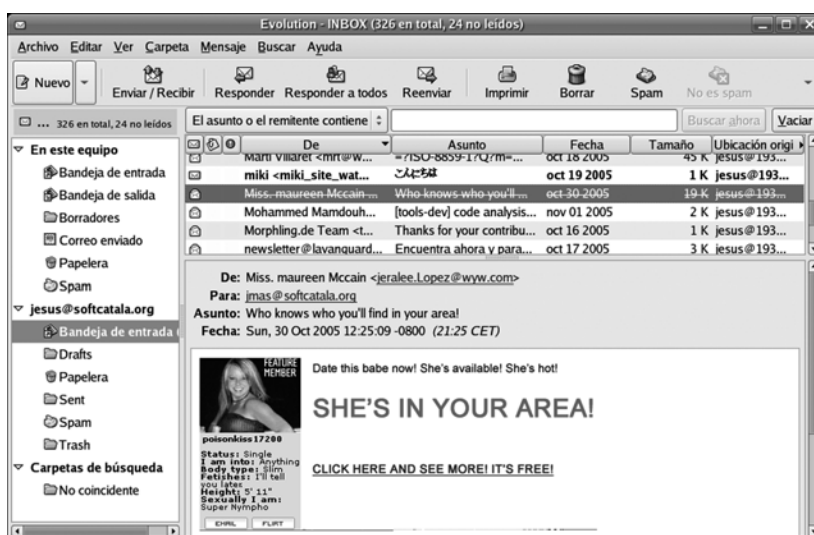 Evolution - INBOX (326 en total, 24 no leídos)
Archivo Editar Ver Carpeta Mensaje Buscar Ayuda
Nuevo Enviar / Recibir Responder Responder a todos Reenviar Imprimir Borrar Spam No es spam
... 326 en total, 24 no leídos
El asunto o el remitente contiene Buscar ahora Vaciar
En este equipo
Bandeja de entrada
Bandeja de salida
Borradores
Correo enviado
Papelera
Spam
jesus@softcatala.org
Bandeja de entrada (
Drafts
Papelera
Sent
Spam
Trash
Carpetas de búsqueda
No coincidente
De Asunto Fecha Tamaño Ubicación origi
Marti Villaret <mrt@w... =?ISO-8859-1?Q?m=... oct 18 2005 45 K jesus@193...
miki <miki_site_wat... こんにちは oct 19 2005 1 K jesus@193...
Miss. maureen Mccain ... Who knows who you'll ... oct 30 2005 19 K jesus@193...
Mohammed Mamdouh... [tools-dev] code analysis... nov 01 2005 2 K jesus@193...
Morphling.de Team <t... Thanks for your contribu... oct 16 2005 1 K jesus@193...
newsletter@lavanguard... Encuentra ahora y para... oct 17 2005 3 K jesus@193...
De: Miss. maureen Mccain <jeralee.Lopez@wyw.com>
Para: jmas@softcatala.org
Asunto: Who knows who you'll find in your area!
Fecha: Sun, 30 Oct 2005 12:25:09 -0800 (21:25 CET)
FEATURE
MEMBER
poisonkiss17200
Status: Single
I am into: Anything
Body type: Slim
Fetishes: I'll tell
you later
Height: 5' 11"
Sexually I am:
Super Nympho
EMAIL FLIRT
Date this babe now! She's available! She's hot!
SHE'S IN YOUR AREA!
CLICK HERE AND SEE MORE! IT'S FREE!